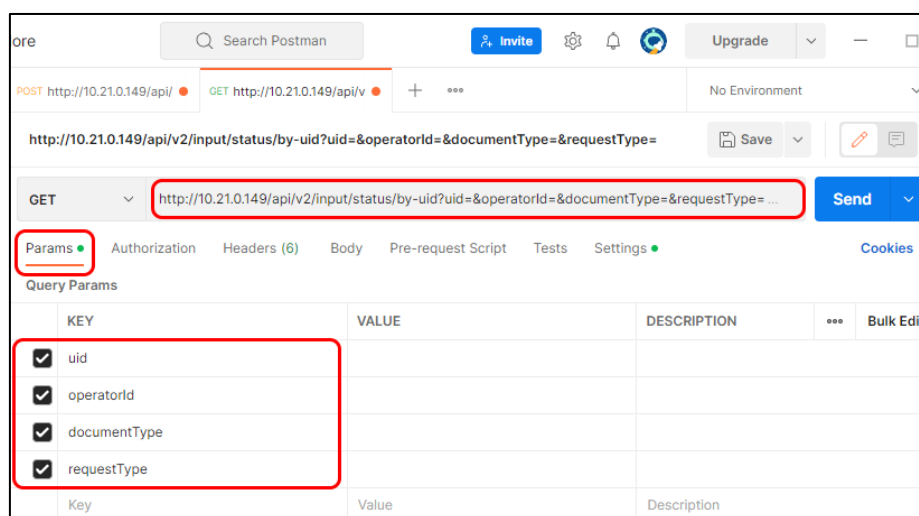 ore Search Postman Invite Upgrade
POST http://10.21.0.149/api/ GET http://10.21.0.149/api/v No Environment
http://10.21.0.149/api/v2/input/status/by-uid?uid=&operatorId=&documentType=&requestType= Save
GET http://10.21.0.149/api/v2/input/status/by-uid?uid=&operatorId=&documentType=&requestType= ... Send
Params Authorization Headers (6) Body Pre-request Script Tests Settings Cookies
Query Params
KEY VALUE DESCRIPTION Bulk Edi
uid
operatorId
documentType
requestType
Key Value Description